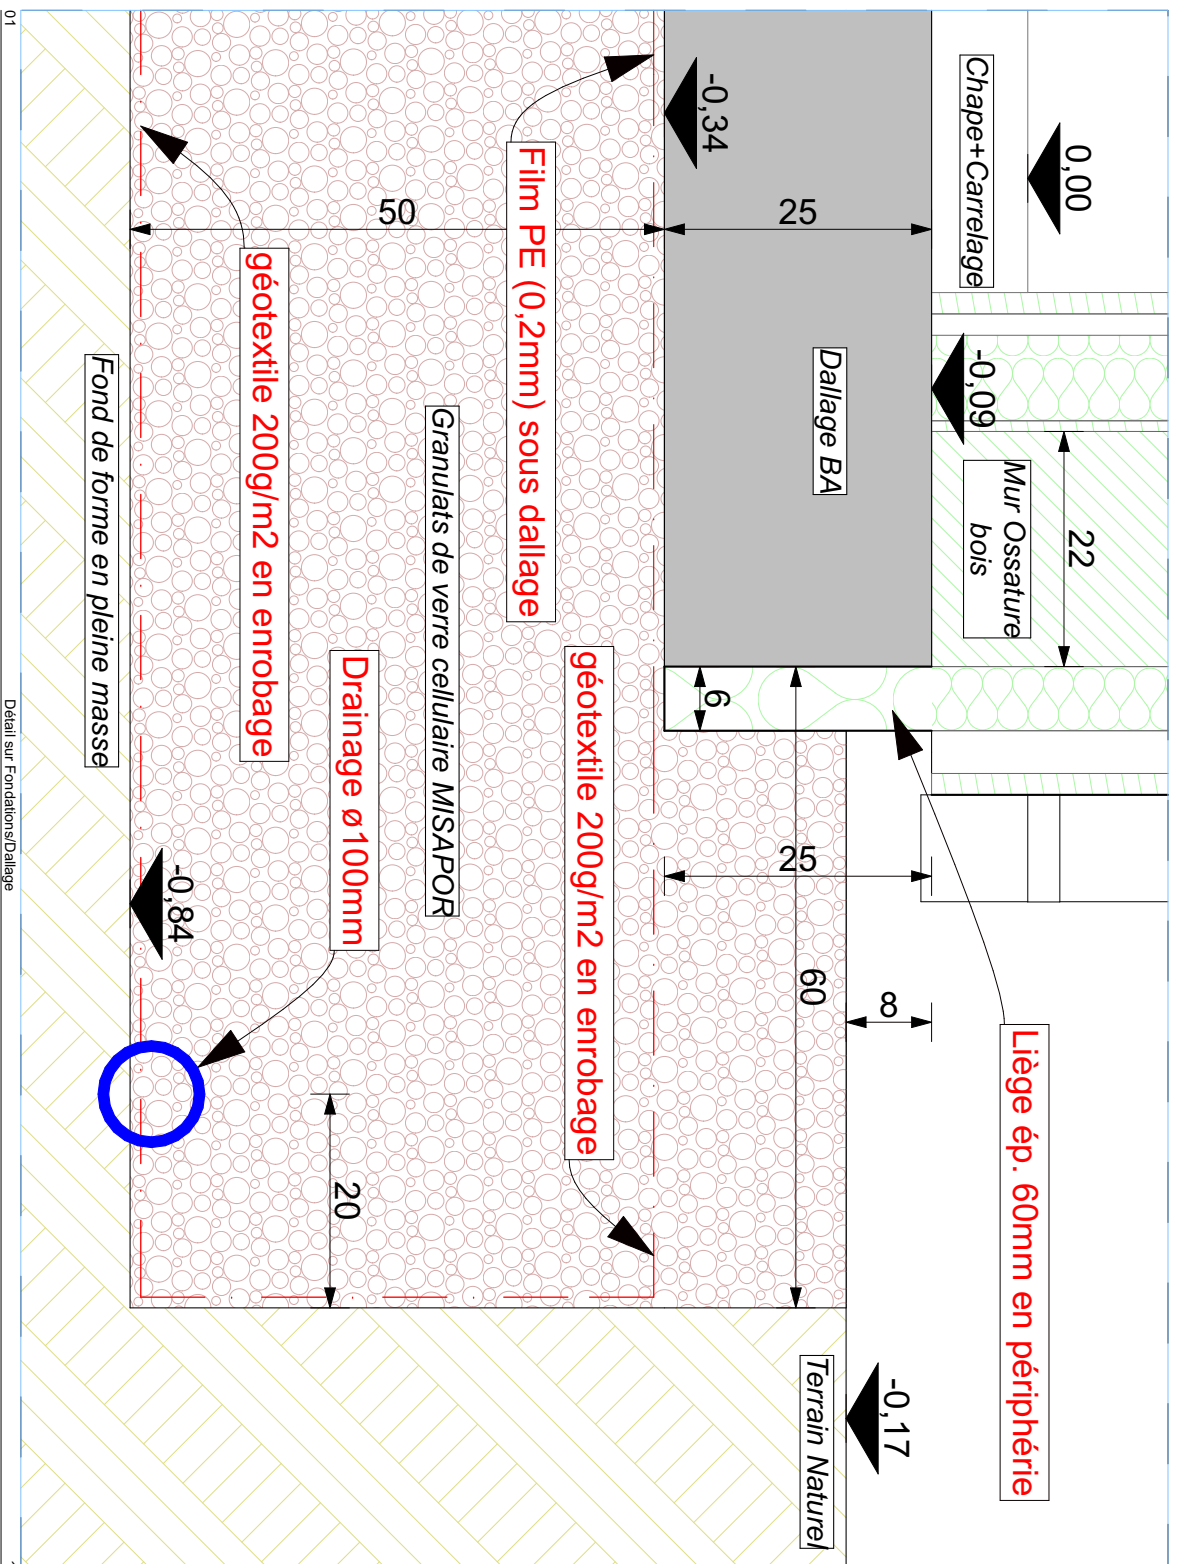 0,00
Chape+Carrelage
-0,09
Mur Ossature
bois
22
Liège ép. 60mm en périphérie
-0,34
25
Dallage BA
6
25
60
8
-0,17
Terrain Naturel
Film PE (0,2mm) sous dallage
géotextile 200g/m2 en enrobage
50
Granulats de verre cellulaire MISAPOR
Drainage ø100mm
20
géotextile 200g/m2 en enrobage
-0,84
Fond de forme en pleine masse
01
Détail sur Fondations/Dallage